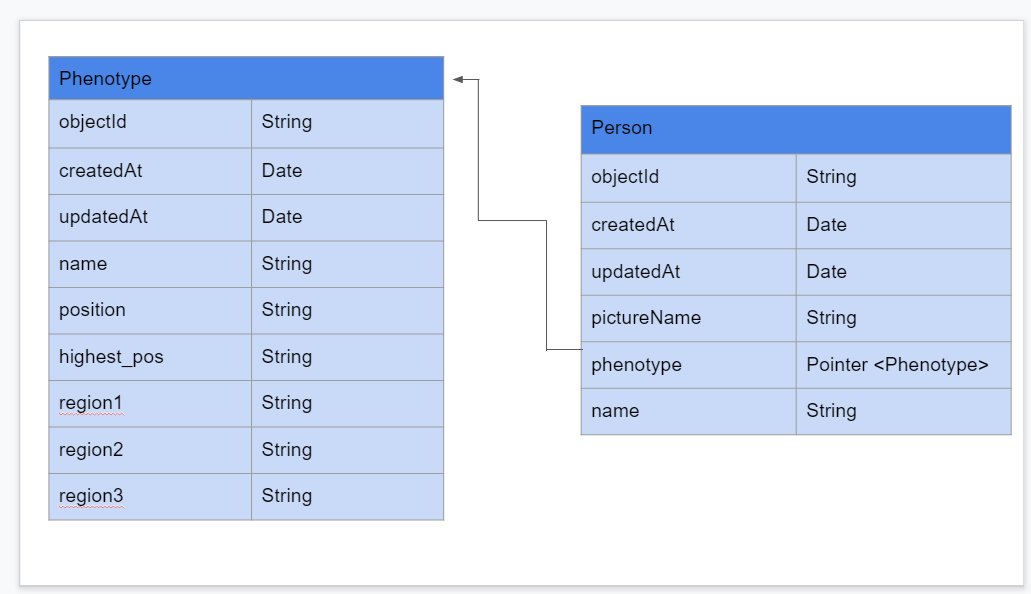 Phenotype
objectId String
createdAt Date
updatedAt Date
name String
position String
highest_pos String
region1 String
region2 String
region3 String
Person
objectId String
createdAt Date
updatedAt Date
pictureName String
phenotype Pointer <Phenotype>
name String